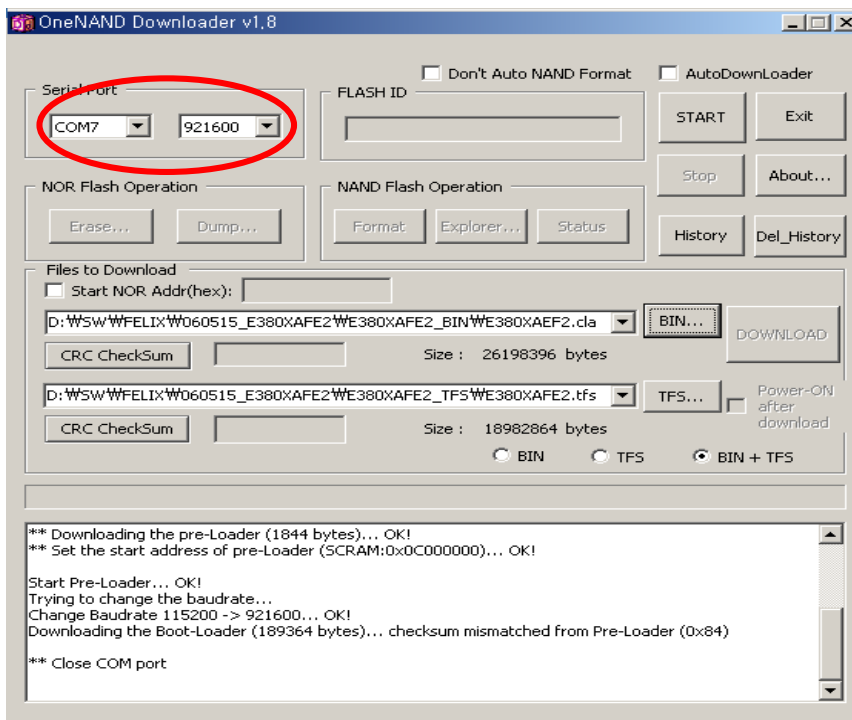 OneNAND Downloader v1,8
Don't Auto NAND Format
AutoDownLoader
Serial Port
COM7
921600
FLASH ID
START
Exit
Stop
About...
NOR Flash Operation
Erase...
Dump...
NAND Flash Operation
Format
Explorer...
Status
History
Del_History
Files to Download
Start NOR Addr(hex):
D:₩SW₩FELIX₩060515_E380XAFE2₩E380XAFE2_BIN₩E380XAEF2.cla
BIN...
DOWNLOAD
CRC CheckSum
Size : 26198396 bytes
D:₩SW₩FELIX₩060515_E380XAFE2₩E380XAFE2_TFS₩E380XAFE2.tfs
TFS...
Power-ON
after
download
CRC CheckSum
Size : 18982864 bytes
BIN
TFS
BIN + TFS
** Downloading the pre-Loader (1844 bytes)... OK!
** Set the start address of pre-Loader (SCRAM:0x0C000000)... OK!
Start Pre-Loader... OK!
Trying to change the baudrate...
Change Baudrate 115200 -> 921600... OK!
Downloading the Boot-Loader (189364 bytes)... checksum mismatched from Pre-Loader (0x84)
** Close COM port